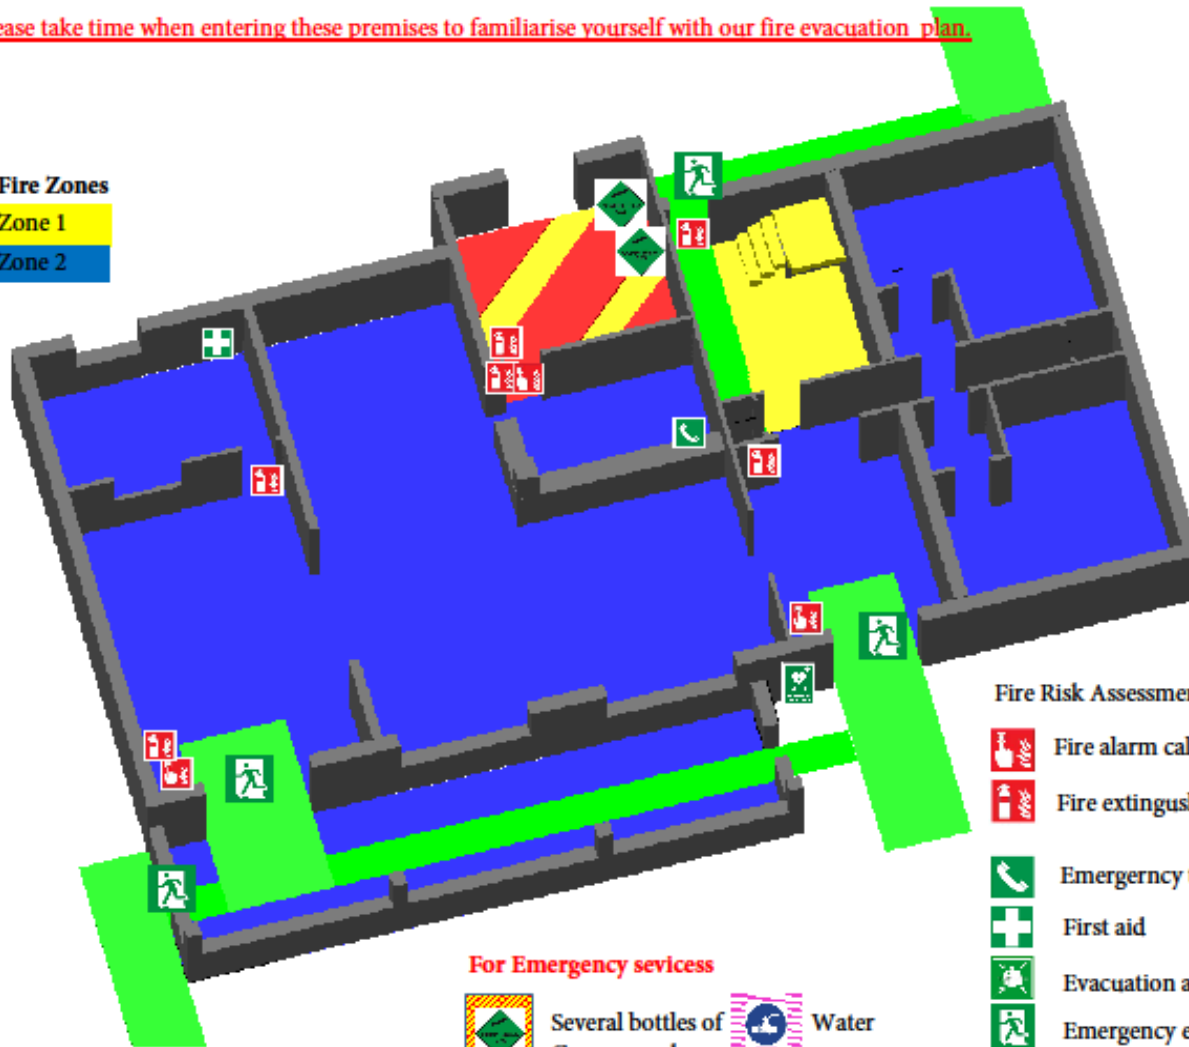 ease take time when entering these premises to familiarise yourself with our fire evacuation plan.
Fire Zones
Zone 1
Zone 2
Fire Risk Assessmen
Fire alarm cal
Fire extingush
Emergerncy
First aid
Evacuation a
Emergency e
For Emergency sevicess
Several bottles of
Water